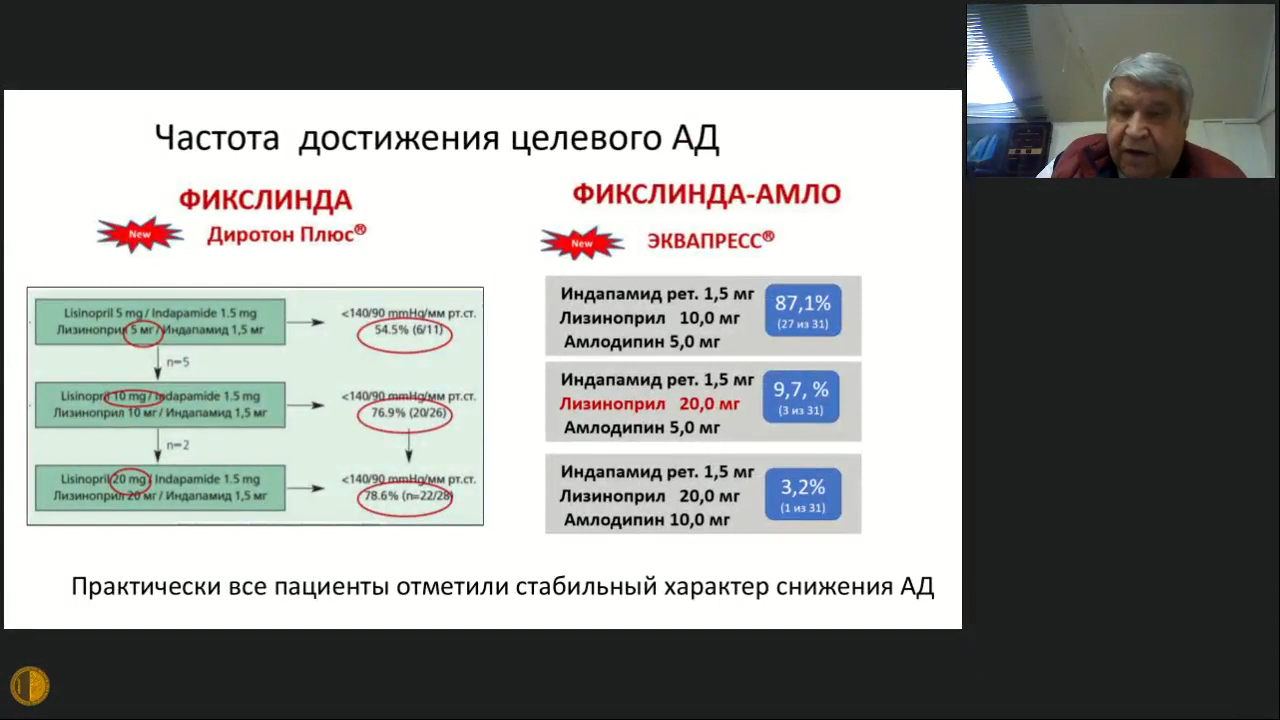 Частота достижения целевого АД
ФИКСЛИНДА
New
Диротон Плюс®
Lisinopril 5 mg / Indapamide 1.5 mg
Лизиноприл 5 мг / Индапамид 1,5 мг
<140/90 mmHg/мм рт.ст.
54.5% (6/11)
n=5
Lisinopril 10 mg / Indapamide 1.5 mg
Лизиноприл 10 мг / Индапамид 1,5 мг
<140/90 mmHg/мм рт.ст.
76.9% (20/26)
n=2
Lisinopril 20 mg / Indapamide 1.5 mg
Лизиноприл 20 мг / Индапамид 1,5 мг
<140/90 mmHg/мм рт.ст.
78.6% (n=22/28)
ФИКСЛИНДА-АМЛО
New
ЭКВАПРЕСС®
Индапамид рет. 1,5 мг
Лизиноприл 10,0 мг
Амлодипин 5,0 мг
87,1%
(27 из 31)
Индапамид рет. 1,5 мг
Лизиноприл 20,0 мг
Амлодипин 5,0 мг
9,7, %
(3 из 31)
Индапамид рет. 1,5 мг
Лизиноприл 20,0 мг
Амлодипин 10,0 мг
3,2%
(1 из 31)
Практически все пациенты отметили стабильный характер снижения АД